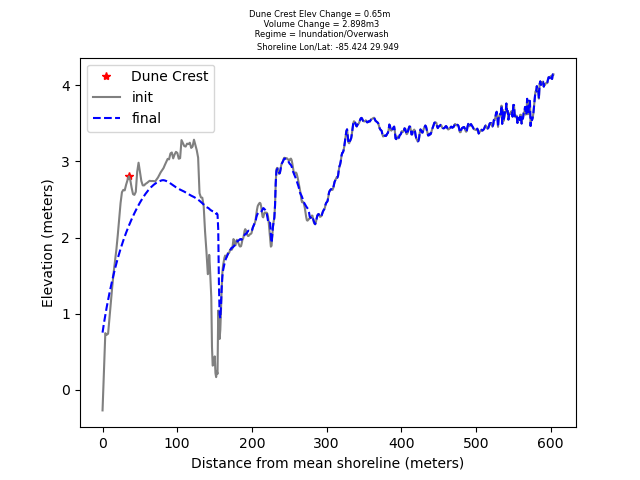 Dune Crest Elev Change = 0.65m
Volume Change = 2.898m3
Regime = Inundation/Overwash
Shoreline Lon/Lat: -85.424 29.949
Dune Crest
init
final
Elevation (meters)
4
3
2
1
0
0 100 200 300 400 500 600
Distance from mean shoreline (meters)